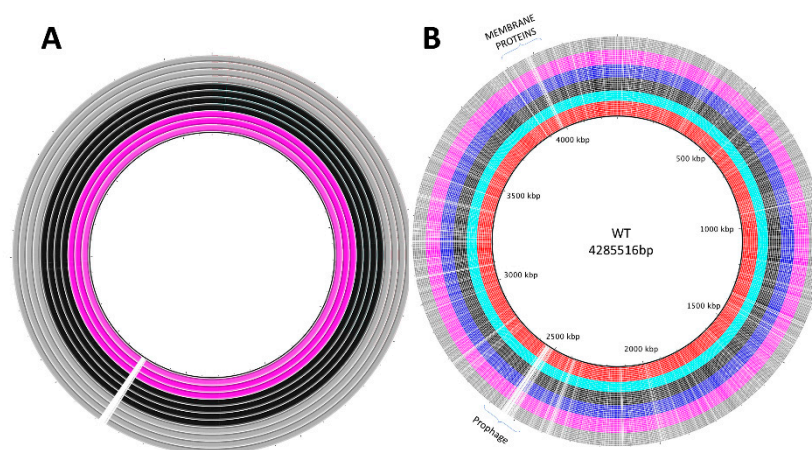 A
B
MEMBRANE
PROTEINS
4000 kbp
500 kbp
3500 kbp
WT
4285516bp
1000 kbp
3000 kbp
1500 kbp
2500 kbp
2000 kbp
Prophage